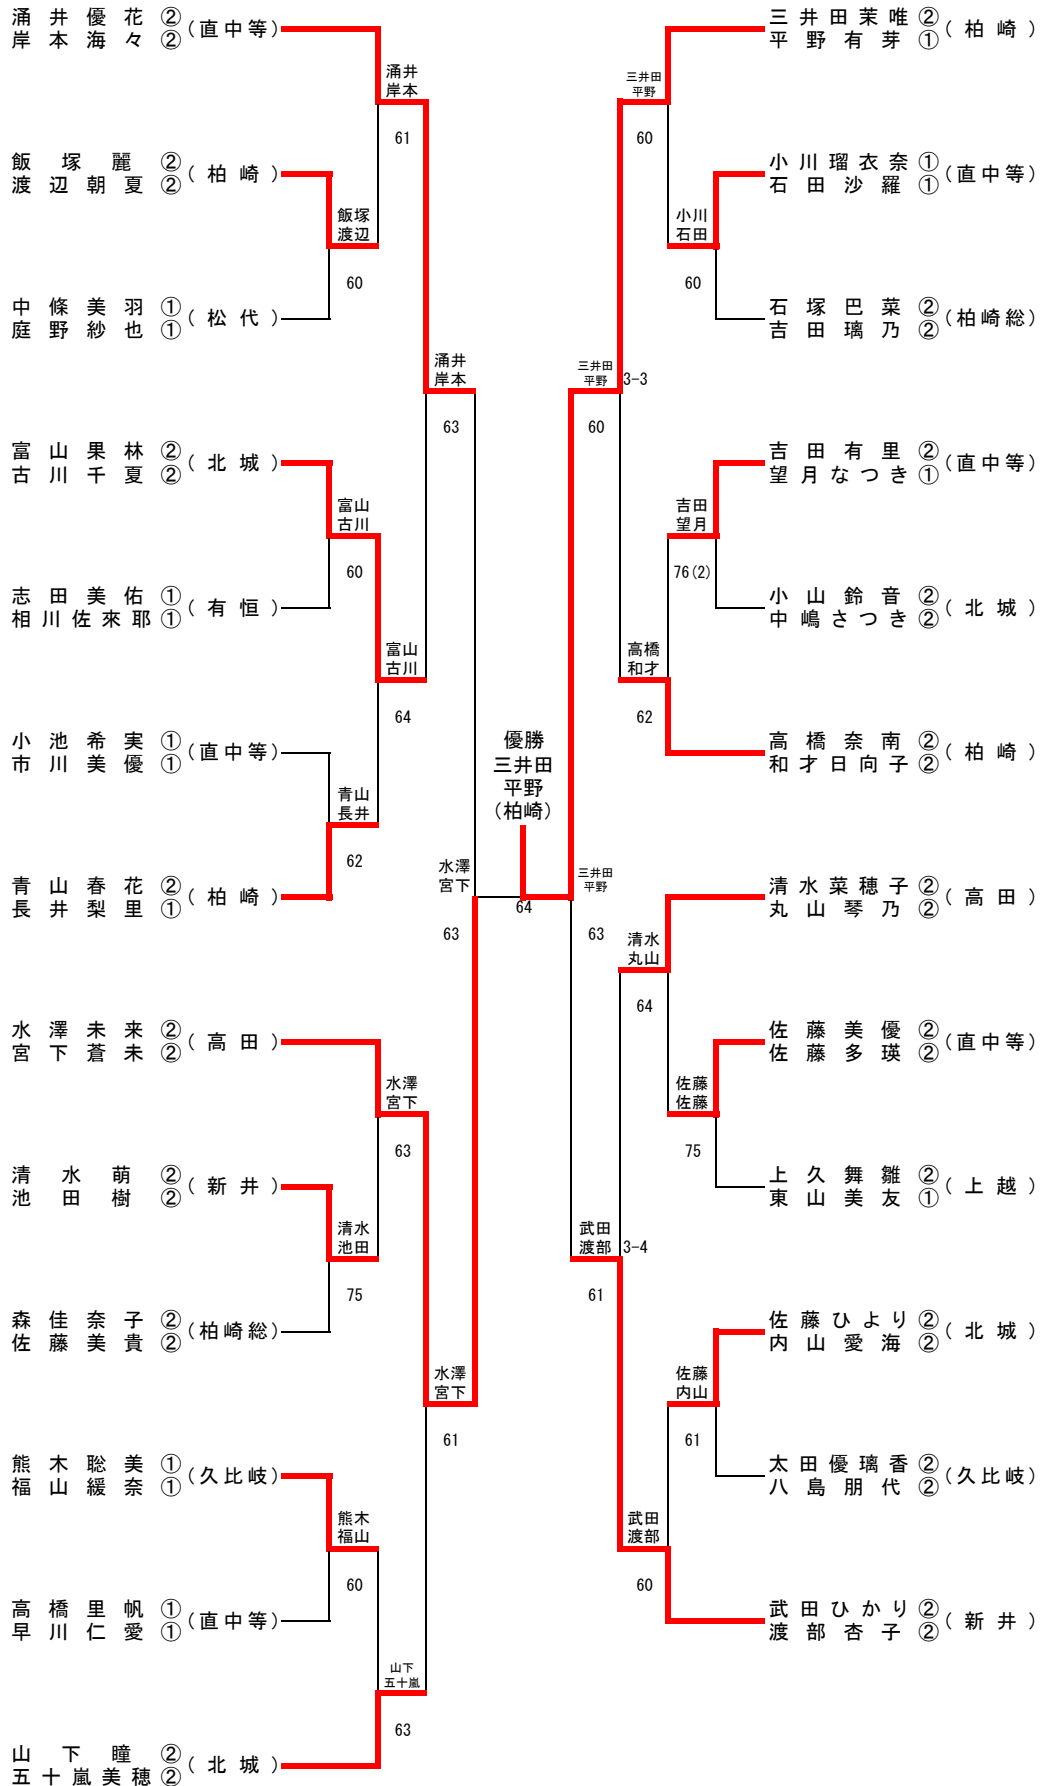 涌井優花②
岸本海々②
(直中等)
涌井
岸本
61
飯塚麗②
渡辺朝夏②
(柏崎)
飯塚
渡辺
60
中條美羽①
庭野紗也①
(松代)
涌井
岸本
63
富山果林②
古川千夏②
(北城)
富山
古川
60
志田美佑①
相川佐來耶①
(有恒)
富山
古川
64
小池希実①
市川美優①
(直中等)
青山
長井
62
青山春花②
長井梨里①
(柏崎)
水澤
宮下
63
水澤未来②
宮下蒼未②
(高田)
水澤
宮下
63
清水萌②
池田樹②
(新井)
清水
池田
75
森佳奈子②
佐藤美貴②
(柏崎総)
水澤
宮下
61
熊木聡美①
福山緩奈①
(久比岐)
熊木
福山
60
高橋里帆①
早川仁愛①
(直中等)
山下
五十嵐
63
山下瞳②
五十嵐美穂②
(北城)
優勝
三井田
平野
(柏崎)
64
三井田茉唯②
平野有芽①
(柏崎)
三井田
平野
60
小川瑠衣奈①
石田沙羅①
(直中等)
小川
石田
60
石塚巴菜②
吉田璃乃②
(柏崎総)
三井田
平野
3-3
60
吉田有里②
望月なつき①
(直中等)
吉田
望月
76(2)
小山鈴音②
中嶋さつき②
(北城)
高橋
和才
62
高橋奈南②
和才日向子②
(柏崎)
三井田
平野
63
清水菜穂子②
丸山琴乃②
(高田)
清水
丸山
64
佐藤美優②
佐藤多瑛②
(直中等)
佐藤
佐藤
75
上久舞雛②
東山美友①
(上越)
武田
渡部
3-4
61
佐藤ひより②
内山愛海②
(北城)
佐藤
内山
61
太田優璃香②
八島朋代②
(久比岐)
武田
渡部
60
武田ひかり②
渡部杏子②
(新井)